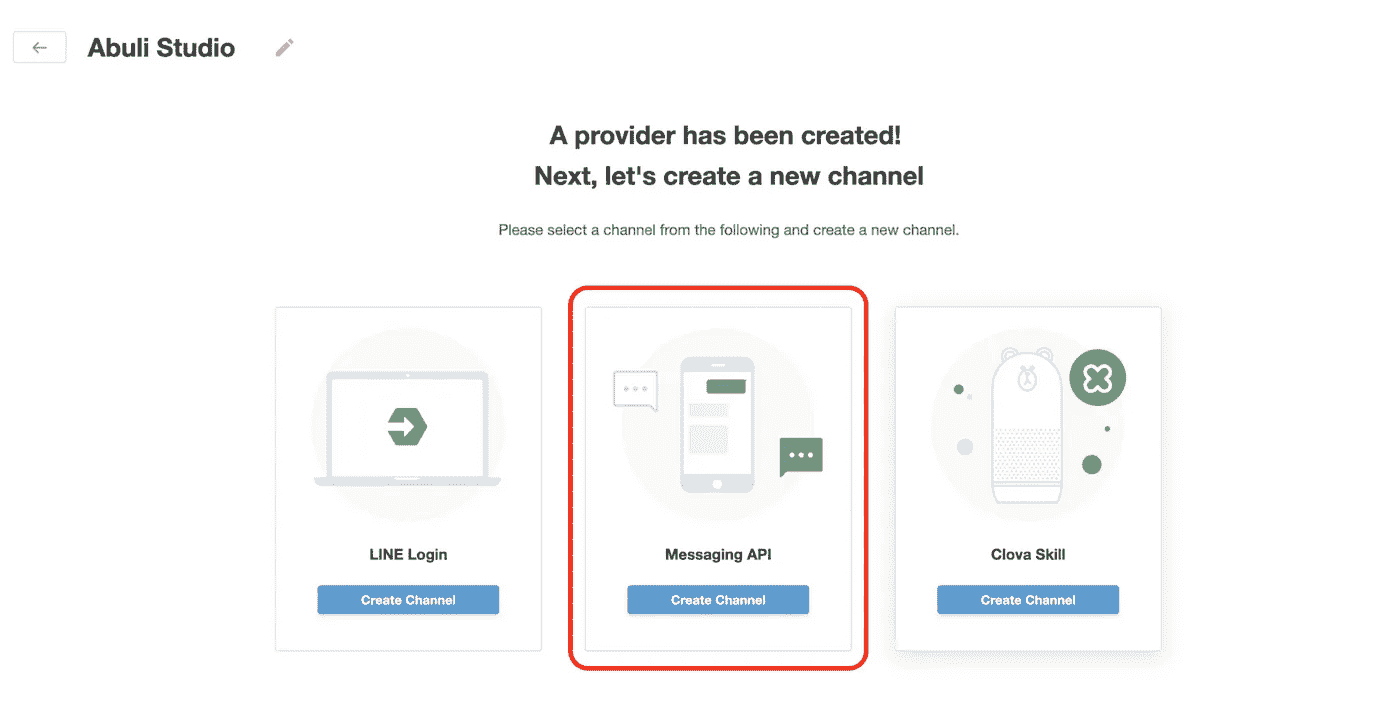 Abuli Studio
A provider has been created!
Next, let's create a new channel
Please select a channel from the following and create a new channel.
LINE Login
Create Channel
Messaging API
Create Channel
Clova Skill
Create Channel